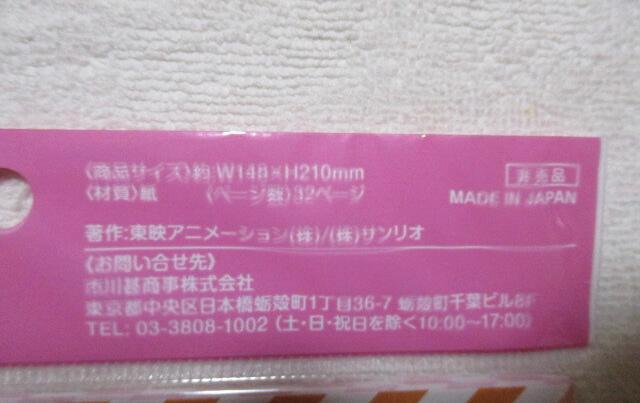 〈商品サイズ〉約:W148×H210mm
〈材質〉紙 〈ページ数〉32ページ
非売品
MADE IN JAPAN
著作:東映アニメーション(株)/(株)サンリオ
〈お問い合せ先〉
市川甚商事株式会社
東京都中央区日本橋蛎殻町1丁目36-7 蛎殻町千葉ビル8F
TEL: 03-3808-1002 (土・日・祝日を除く10:00~17:00)